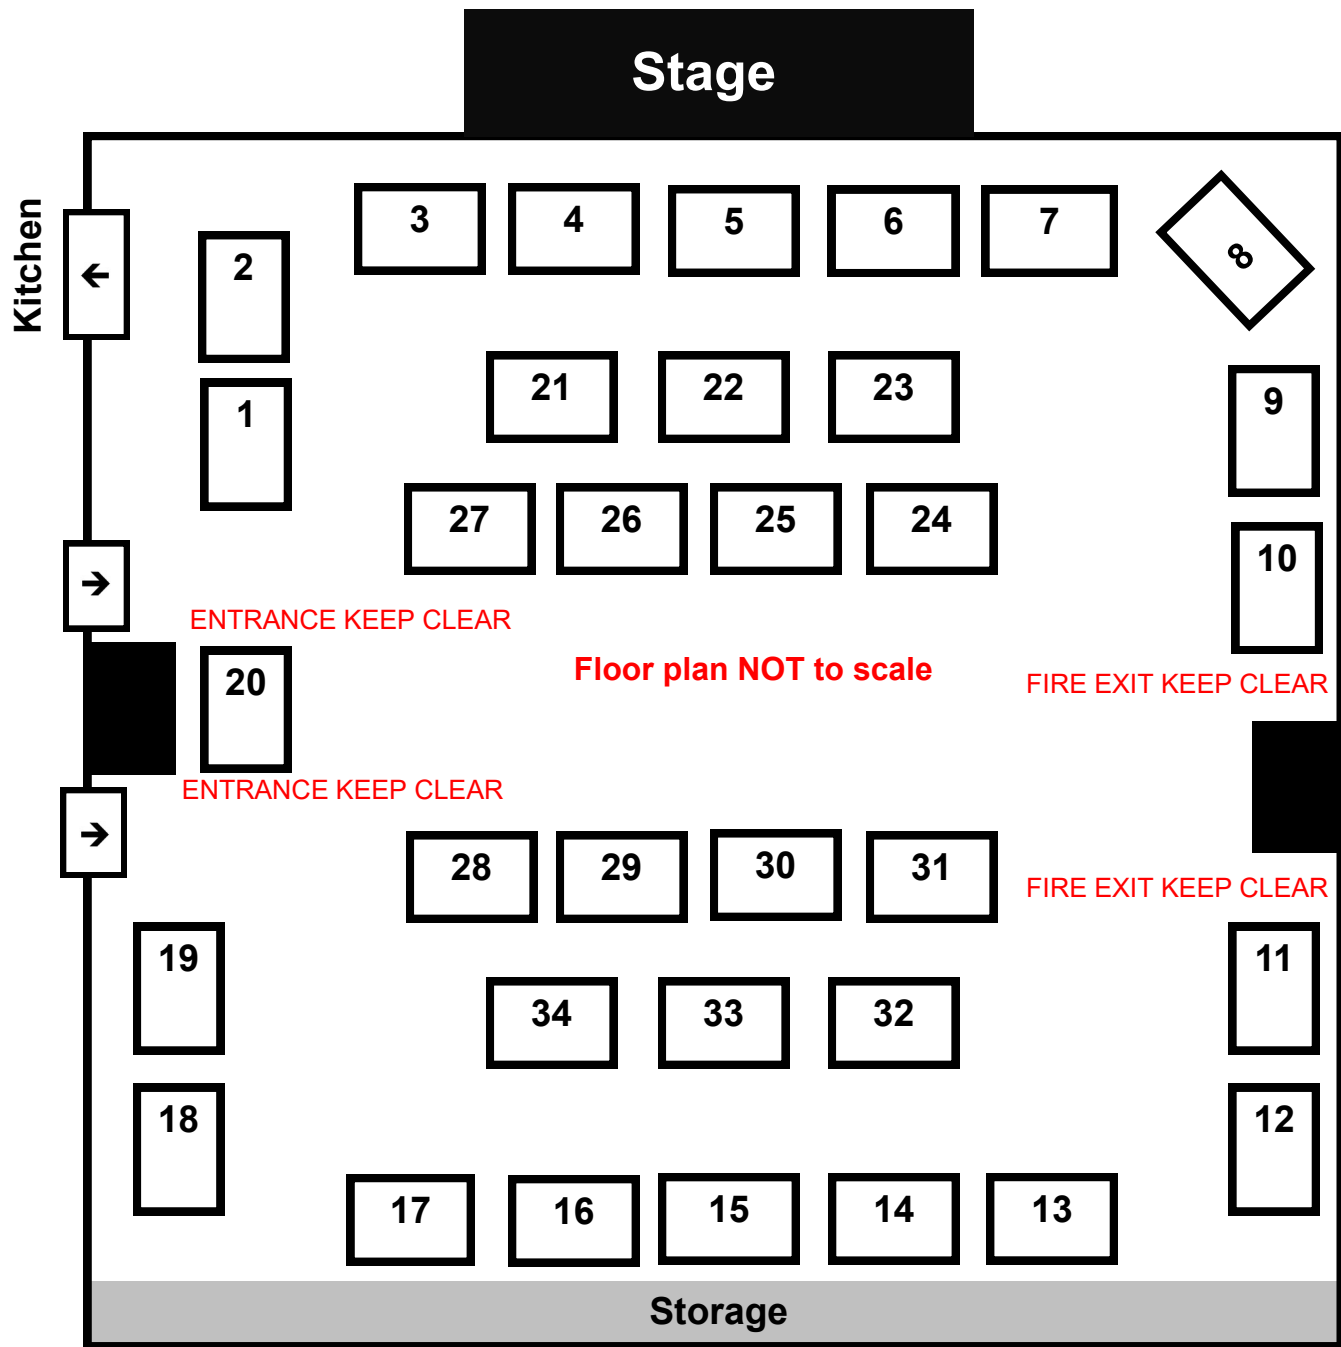 Stage
Kitchen
3 4 5 6 7
8
2
←
21 22 23
9
1
27 26 25 24
10
→
ENTRANCE KEEP CLEAR
20
Floor plan NOT to scale
FIRE EXIT KEEP CLEAR
ENTRANCE KEEP CLEAR
→
28 29 30 31
FIRE EXIT KEEP CLEAR
19
11
34 33 32
18
12
17 16 15 14 13
Storage